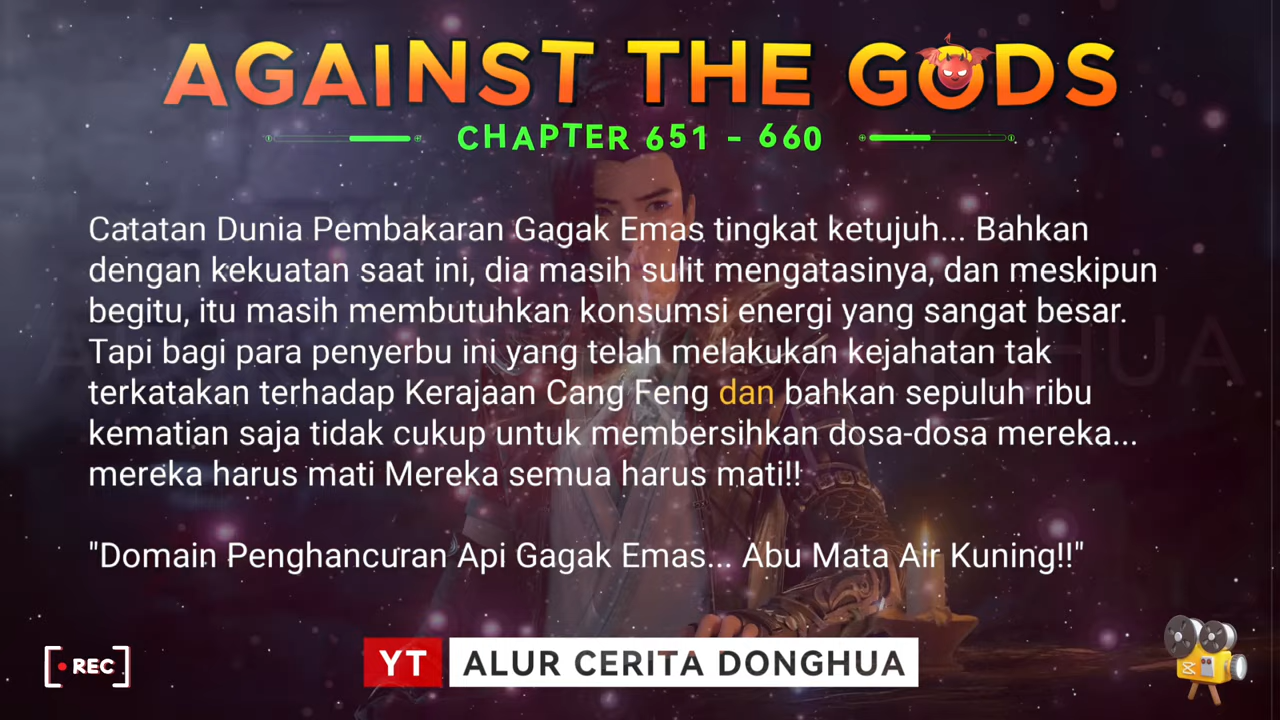 AGAINST THE GODS
CHAPTER 651 - 660
Catatan Dunia Pembakaran Gagak Emas tingkat ketujuh... Bahkan
dengan kekuatan saat ini, dia masih sulit mengatasinya, dan meskipun
begitu, itu masih membutuhkan konsumsi energi yang sangat besar.
Tapi bagi para penyerbu ini yang telah melakukan kejahatan tak
terkatakan terhadap Kerajaan Cang Feng dan bahkan sepuluh ribu
kematian saja tidak cukup untuk membersihkan dosa-dosa mereka...
mereka harus mati Mereka semua harus mati!!
"Domain Penghancuran Api Gagak Emas... Abu Mata Air Kuning!!"
REC
YT ALUR CERITA DONGHUA